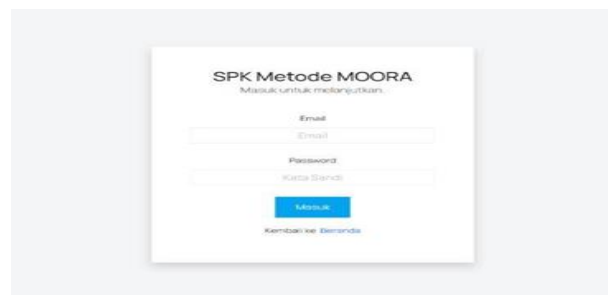 SPK Metode MOORA
Masuk untuk melanjutkan.
Email
Email
Password
Kata Sandi
Masuk
Kembali ke Beranda